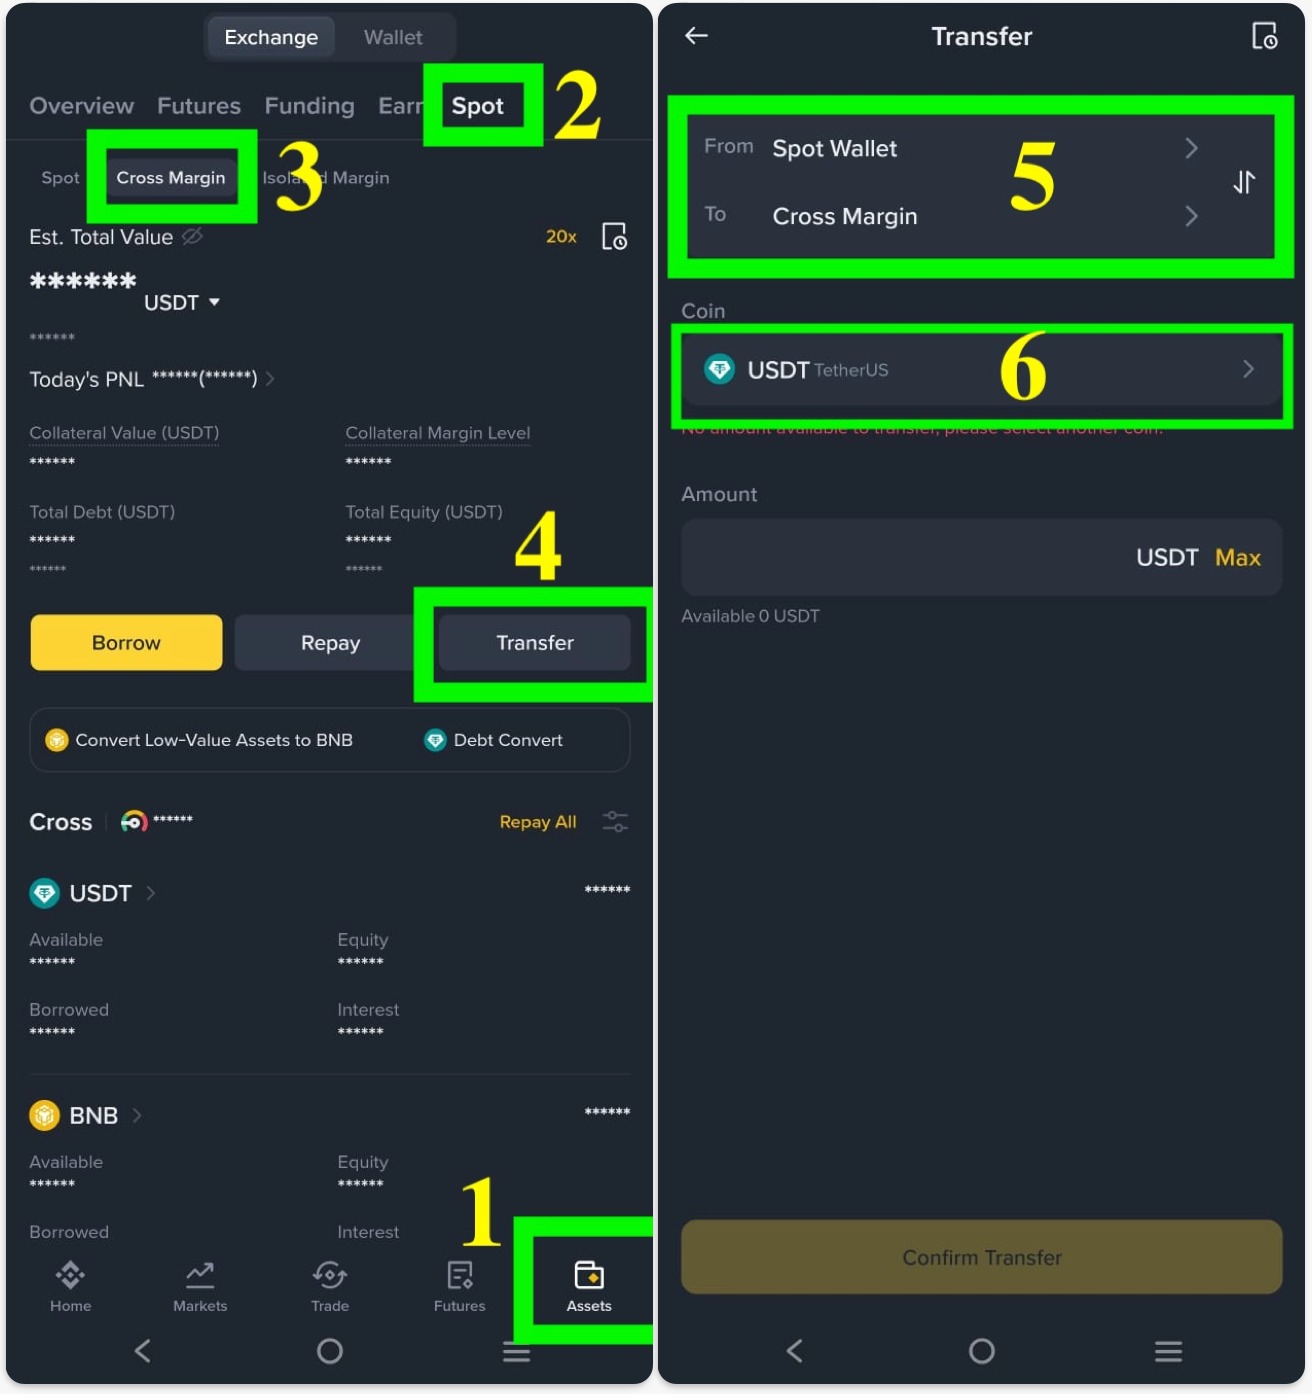 Exchange Wallet
Overview Futures Funding Earn Spot 2
Spot Cross Margin 3 Isolated Margin
Est. Total Value 20x
******
USDT
******
Today's PNL ******(******)
Collateral Value (USDT) Collateral Margin Level
****** ******
Total Debt (USDT) Total Equity (USDT)
****** ******
****** ******
4
Borrow Repay Transfer
Convert Low-Value Assets to BNB Debt Convert
Cross ****** Repay All
USDT ******
Available Equity
****** ******
Borrowed Interest
****** ******
BNB ******
Available Equity
****** ******
Borrowed Interest
1
Home Markets Trade Futures Assets
Transfer
From Spot Wallet
5
To Cross Margin
Coin
USDT TetherUS 6
No amount available to transfer, please select another coin.
Amount
USDT Max
Available 0 USDT
Confirm Transfer